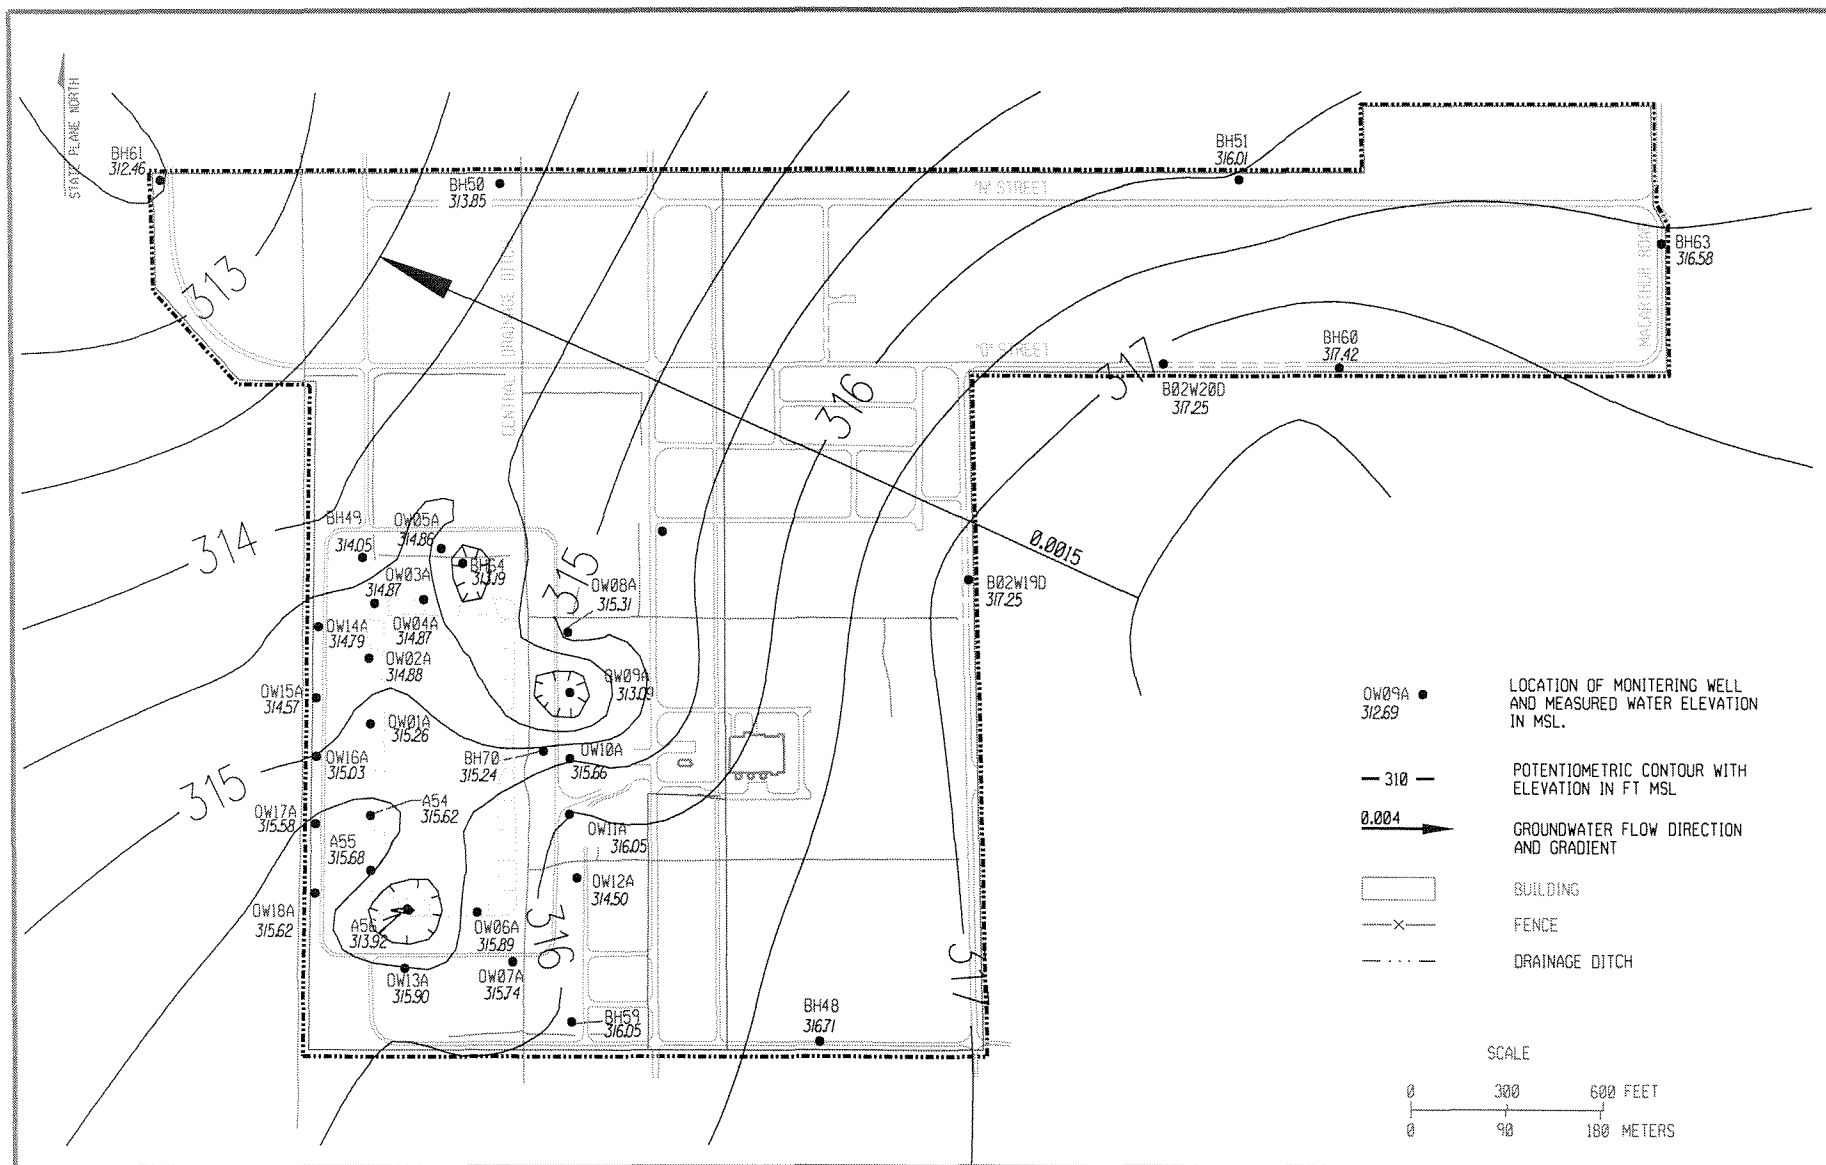 STATE PLANE NORTH
BH61
312.46
BH50
313.85
BH51
316.01
"N" STREET
BH63
316.58
MACARTHUR ROAD
313
CENTRAL DRAINAGE DITCH
"O" STREET
BH60
317.42
317
B02W20D
317.25
316
314
BH49
314.05
OW05A
314.86
BH64
313.19
OW03A
314.87
OW04A
314.87
315
OW08A
315.31
0.0015
B02W19D
317.25
OW14A
314.79
OW02A
314.88
OW15A
314.57
OW09A
313.09
OW01A
315.26
OW16A
315.03
BH70
315.24
OW10A
315.66
315
OW17A
315.58
A54
315.62
A55
315.68
OW11A
316.05
OW12A
314.50
OW18A
315.62
A56
313.92
OW06A
315.89
316
OW13A
315.90
OW07A
315.74
317
BH59
316.05
BH48
316.71
OW09A
312.69
LOCATION OF MONITERING WELL
AND MEASURED WATER ELEVATION
IN MSL.
310
POTENTIOMETRIC CONTOUR WITH
ELEVATION IN FT MSL
0.004
GROUNDWATER FLOW DIRECTION
AND GRADIENT
BUILDING
FENCE
DRAINAGE DITCH
SCALE
0 300 600 FEET
0 90 180 METERS